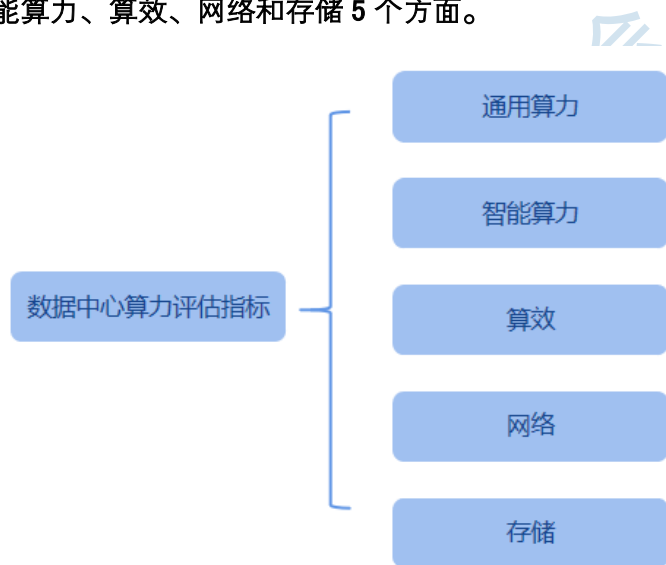 能算力、算效、网络和存储 5 个方面。
通用算力
智能算力
数据中心算力评估指标
算效
网络
存储